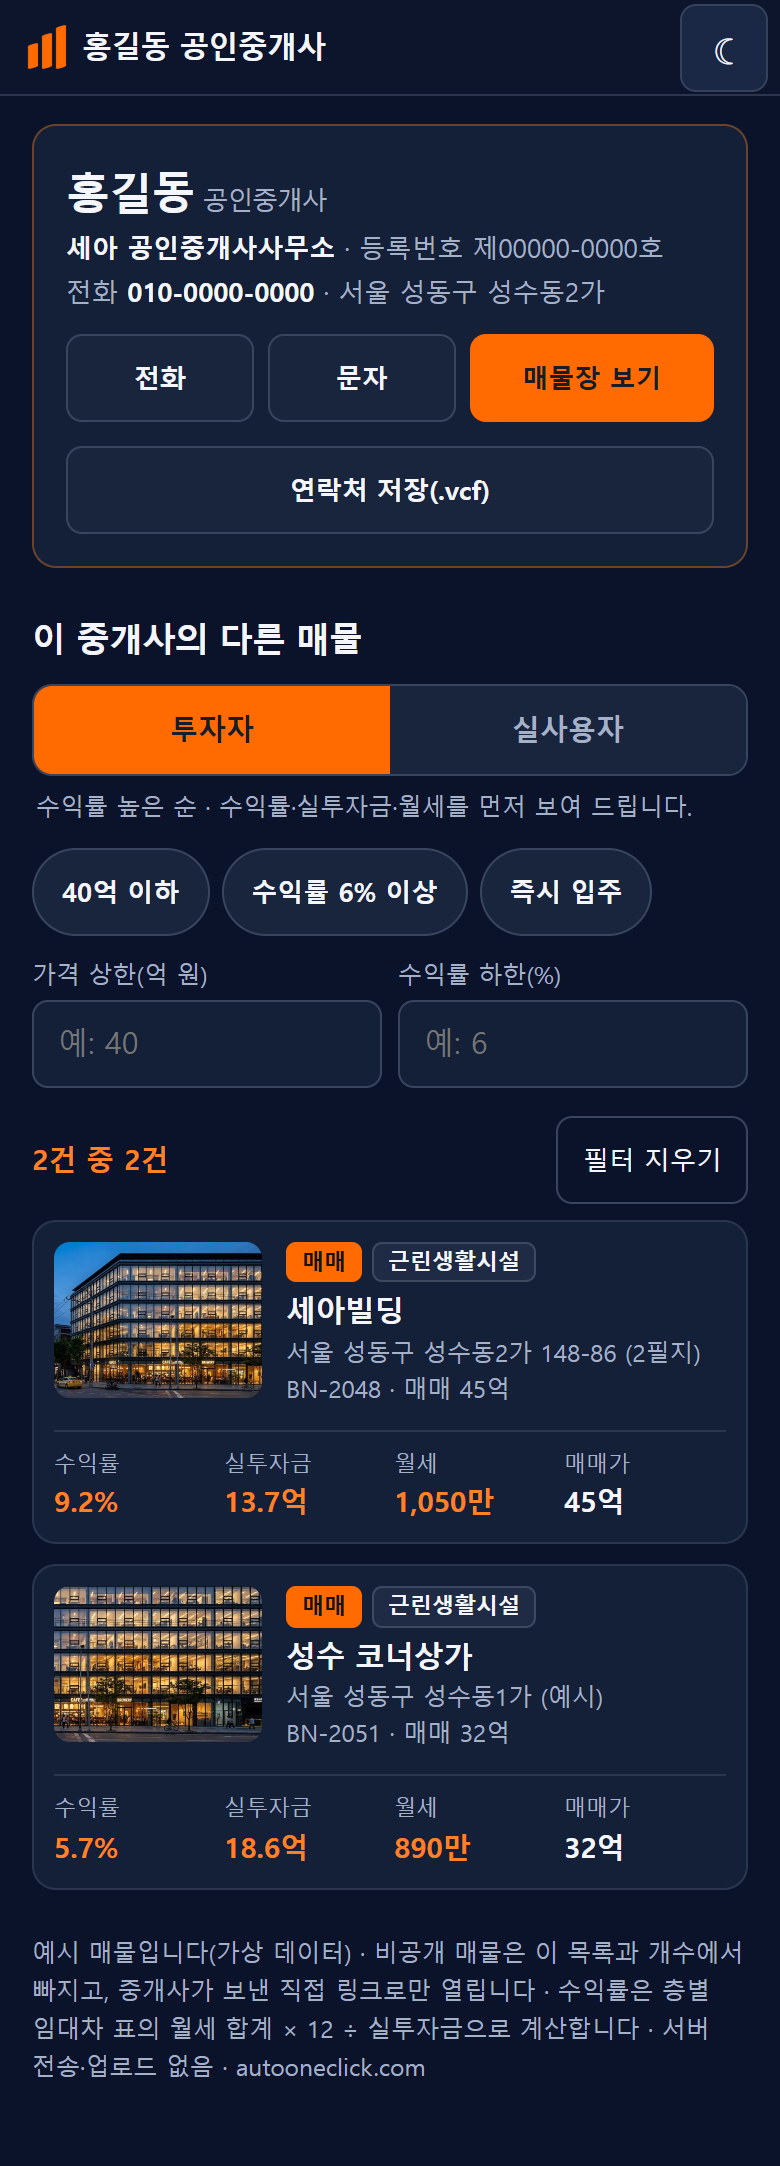 홍길동 공인중개사
홍길동 공인중개사
세아 공인중개사사무소 · 등록번호 제00000-0000호
전화 010-0000-0000 · 서울 성동구 성수동2가
전화 문자 매물장 보기
연락처 저장(.vcf)
이 중개사의 다른 매물
투자자 실사용자
수익률 높은 순 · 수익률·실투자금·월세를 먼저 보여 드립니다.
40억 이하 수익률 6% 이상 즉시 입주
가격 상한(억 원) 수익률 하한(%)
예: 40 예: 6
2건 중 2건 필터 지우기
매매 근린생활시설
세아빌딩
서울 성동구 성수동2가 148-86 (2필지)
BN-2048 · 매매 45억
수익률 실투자금 월세 매매가
9.2% 13.7억 1,050만 45억
매매 근린생활시설
성수 코너상가
서울 성동구 성수동1가 (예시)
BN-2051 · 매매 32억
수익률 실투자금 월세 매매가
5.7% 18.6억 890만 32억
예시 매물입니다(가상 데이터) · 비공개 매물은 이 목록과 개수에서
빠지고, 중개사가 보낸 직접 링크로만 열립니다 · 수익률은 층별
임대차 표의 월세 합계 × 12 ÷ 실투자금으로 계산합니다 · 서버
전송·업로드 없음 · autooneclick.com